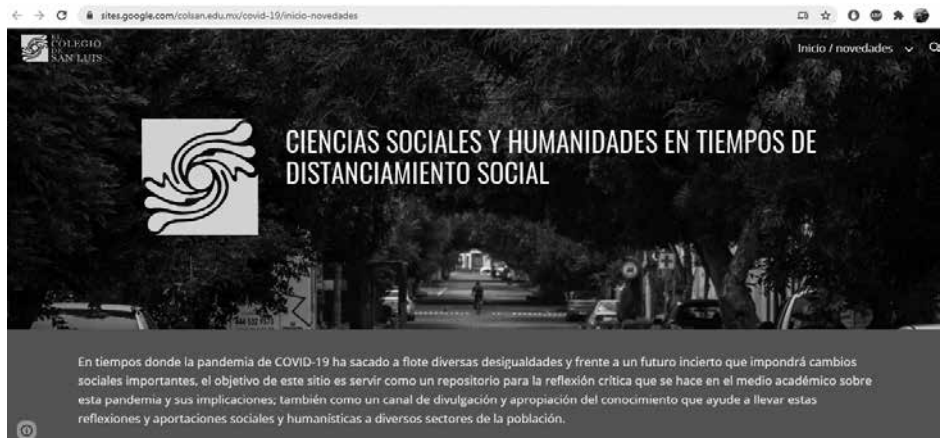 sites.google.com/colsan.edu.mx/covid-19/inicio-novedades
EL
COLEGIO
DE
SAN LUIS
Inicio / novedades
CIENCIAS SOCIALES Y HUMANIDADES EN TIEMPOS DE
DISTANCIAMIENTO SOCIAL
En tiempos donde la pandemia de COVID-19 ha sacado a flote diversas desigualdades y frente a un futuro incierto que impondrá cambios
sociales importantes, el objetivo de este sitio es servir como un repositorio para la reflexión crítica que se hace en el medio académico sobre
esta pandemia y sus implicaciones; también como un canal de divulgación y apropiación del conocimiento que ayude a llevar estas
reflexiones y aportaciones sociales y humanísticas a diversos sectores de la población.